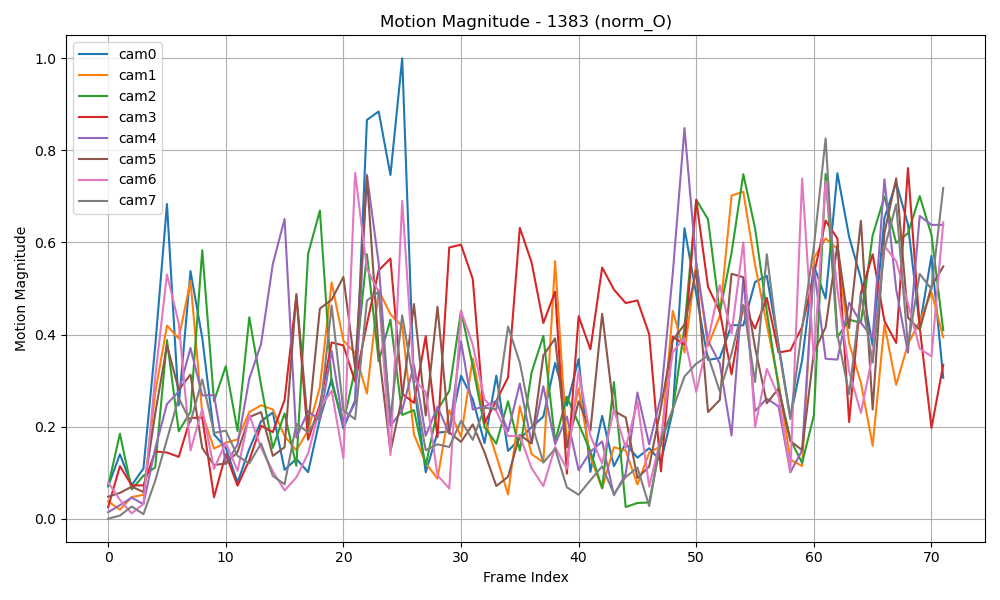 Motion Magnitude - 1383 (norm_O)
cam0
cam1
cam2
cam3
cam4
cam5
cam6
cam7
Motion Magnitude
1.0
0.8
0.6
0.4
0.2
0.0
0 10 20 30 40 50 60 70
Frame Index